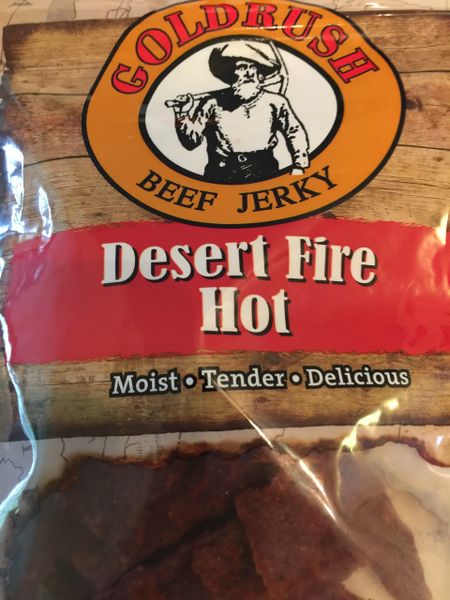 GOLDRUSH
BEEF JERKY
Desert Fire
Hot
Moist • Tender • Delicious